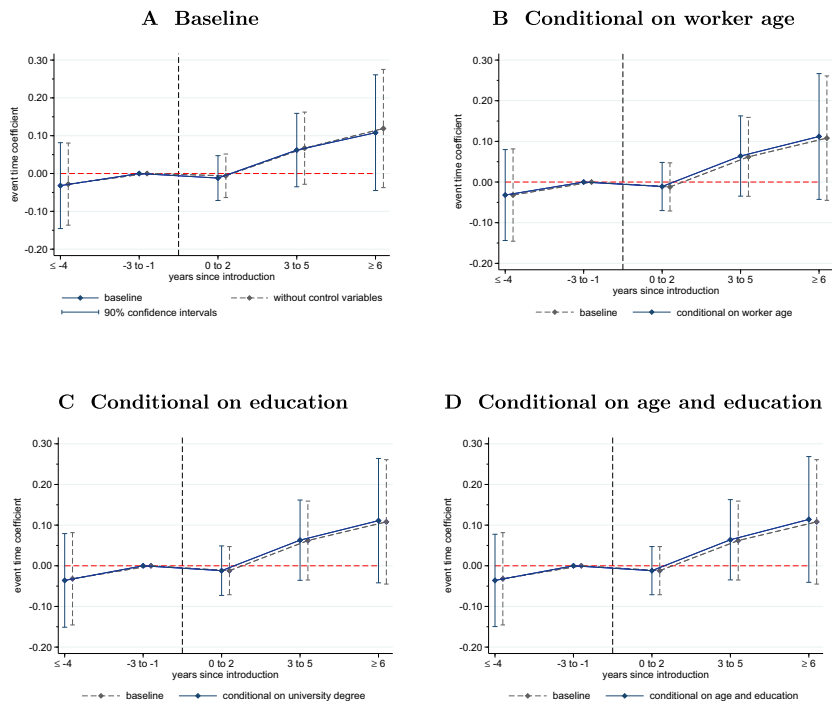 A Baseline
0.30
0.20
0.10
0.00
-0.10
-0.20
event time coefficient
≤ -4
-3 to -1
0 to 2
3 to 5
≥ 6
years since introduction
baseline
without control variables
90% confidence intervals
B Conditional on worker age
0.30
0.20
0.10
0.00
-0.10
-0.20
event time coefficient
≤ -4
-3 to -1
0 to 2
3 to 5
≥ 6
years since introduction
baseline
conditional on worker age
C Conditional on education
0.30
0.20
0.10
0.00
-0.10
-0.20
event time coefficient
≤ -4
-3 to -1
0 to 2
3 to 5
≥ 6
years since introduction
baseline
conditional on university degree
D Conditional on age and education
0.30
0.20
0.10
0.00
-0.10
-0.20
event time coefficient
≤ -4
-3 to -1
0 to 2
3 to 5
≥ 6
years since introduction
baseline
conditional on age and education